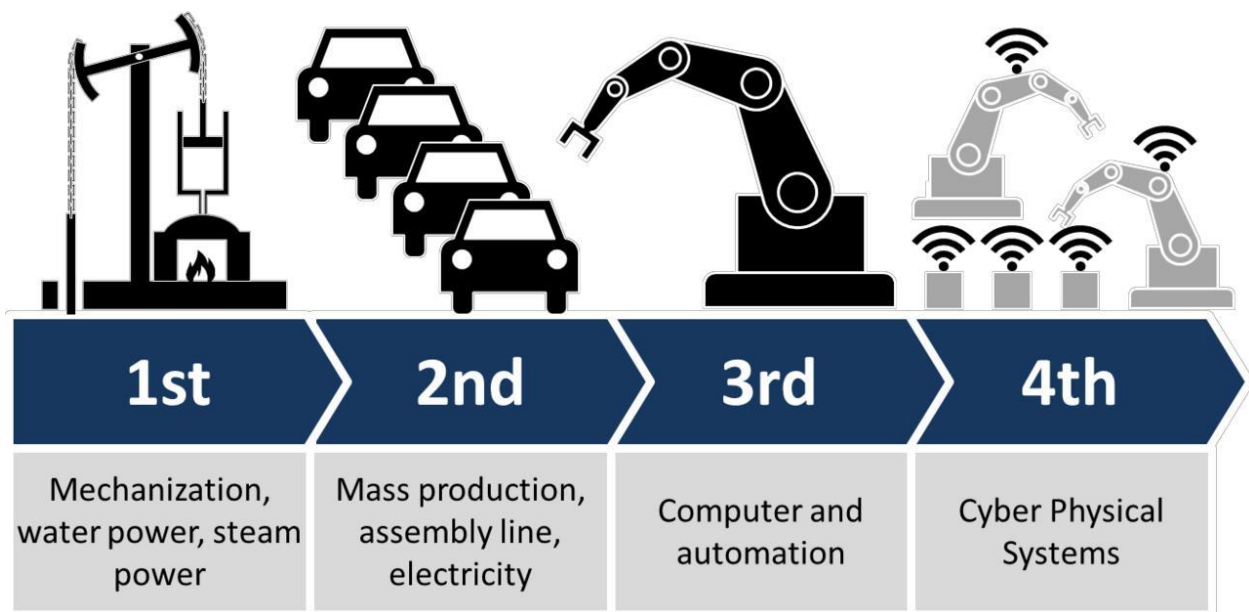 1st
2nd
3rd
4th
Mechanization,
water power, steam
power
Mass production,
assembly line,
electricity
Computer and
automation
Cyber Physical
Systems